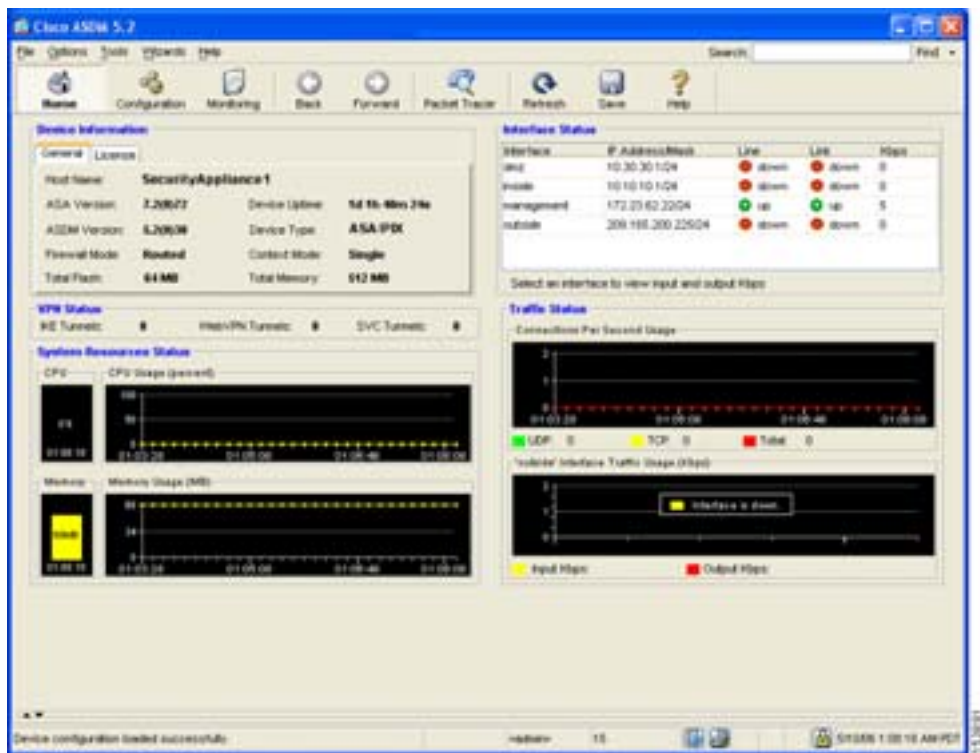 Cisco ASDM 5.2
File Options Tools Wizards Help Search: Find
Home Configuration Monitoring Back Forward Packet Tracer Refresh Save Help
Device Information
General License
Host Name: SecurityAppliance1
ASA Version: 7.2(0)72 Device Uptime:
ASDM Version: 5.2(0)30 Device Type: ASA/PIX
Firewall Mode: Routed Context Mode: Single
Total Flash: 64 MB Total Memory: 512 MB
VPN Status
IKE Tunnels: 0 WebVPN Tunnels: 0 SVC Tunnels: 0
System Resources Status
CPU CPU Usage (percent)
Memory Memory Usage (MB)
Interface Status
Interface IP Address/Mask Line Link Kbps
dmz 10.30.30.1/24 down down 0
inside 10.10.10.1/24 down down 0
management 172.23.62.22/24 up up 5
outside 209.165.200.225/24 down down 0
Select an interface to view input and output Kbps
Traffic Status
Connections Per Second Usage
UDP: 0 TCP: 0 Total: 0
'outside' Interface Traffic Usage (Kbps)
Interface is down.
Input Kbps: Output Kbps:
Device configuration loaded successfully.
<admin> 15